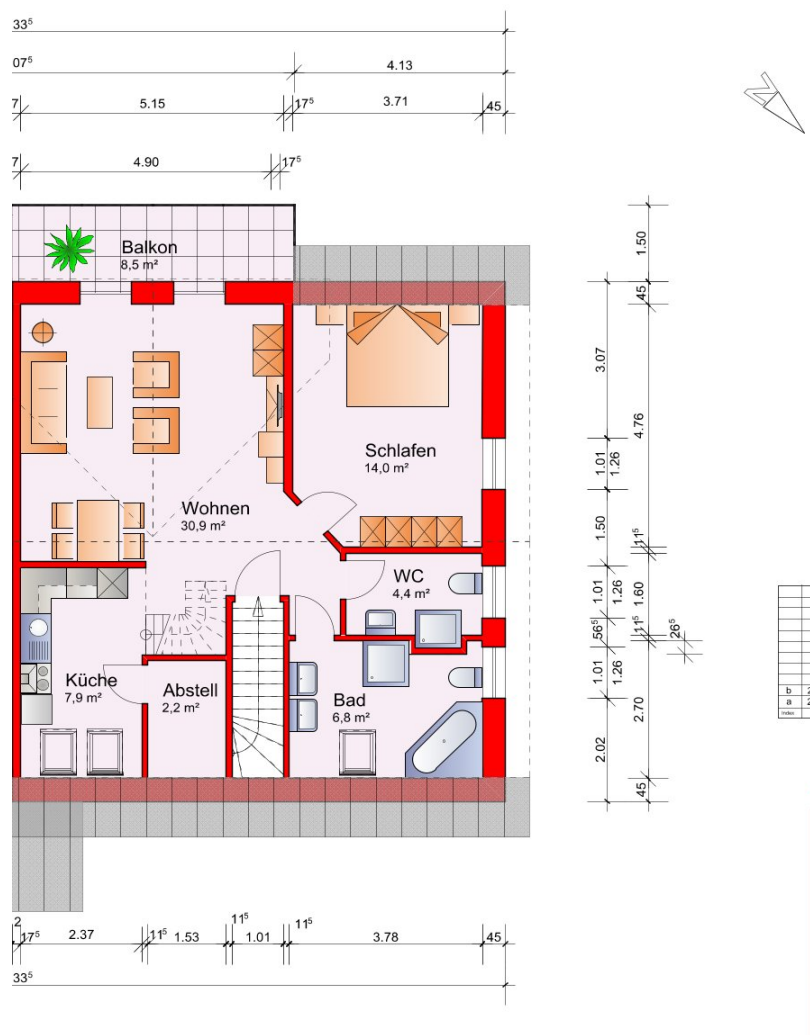 33⁵
07⁵
4.13
7 5.15 17⁵ 3.71 45
7 4.90 17⁵
N
1.50
45
3.07
4.76
1.01
1.26
1.50
11⁵
1.01
1.26
1.60
56⁵
11⁵
26⁵
1.01
1.26
2.70
2.02
45
Balkon
8,5 m²
Schlafen
14,0 m²
Wohnen
30,9 m²
WC
4,4 m²
Küche
7,9 m²
Abstell
2,2 m²
Bad
6,8 m²
b 2
a 2
Index
2
17⁵ 2.37 11⁵ 1.53 11⁵ 1.01 11⁵ 3.78 45
33⁵